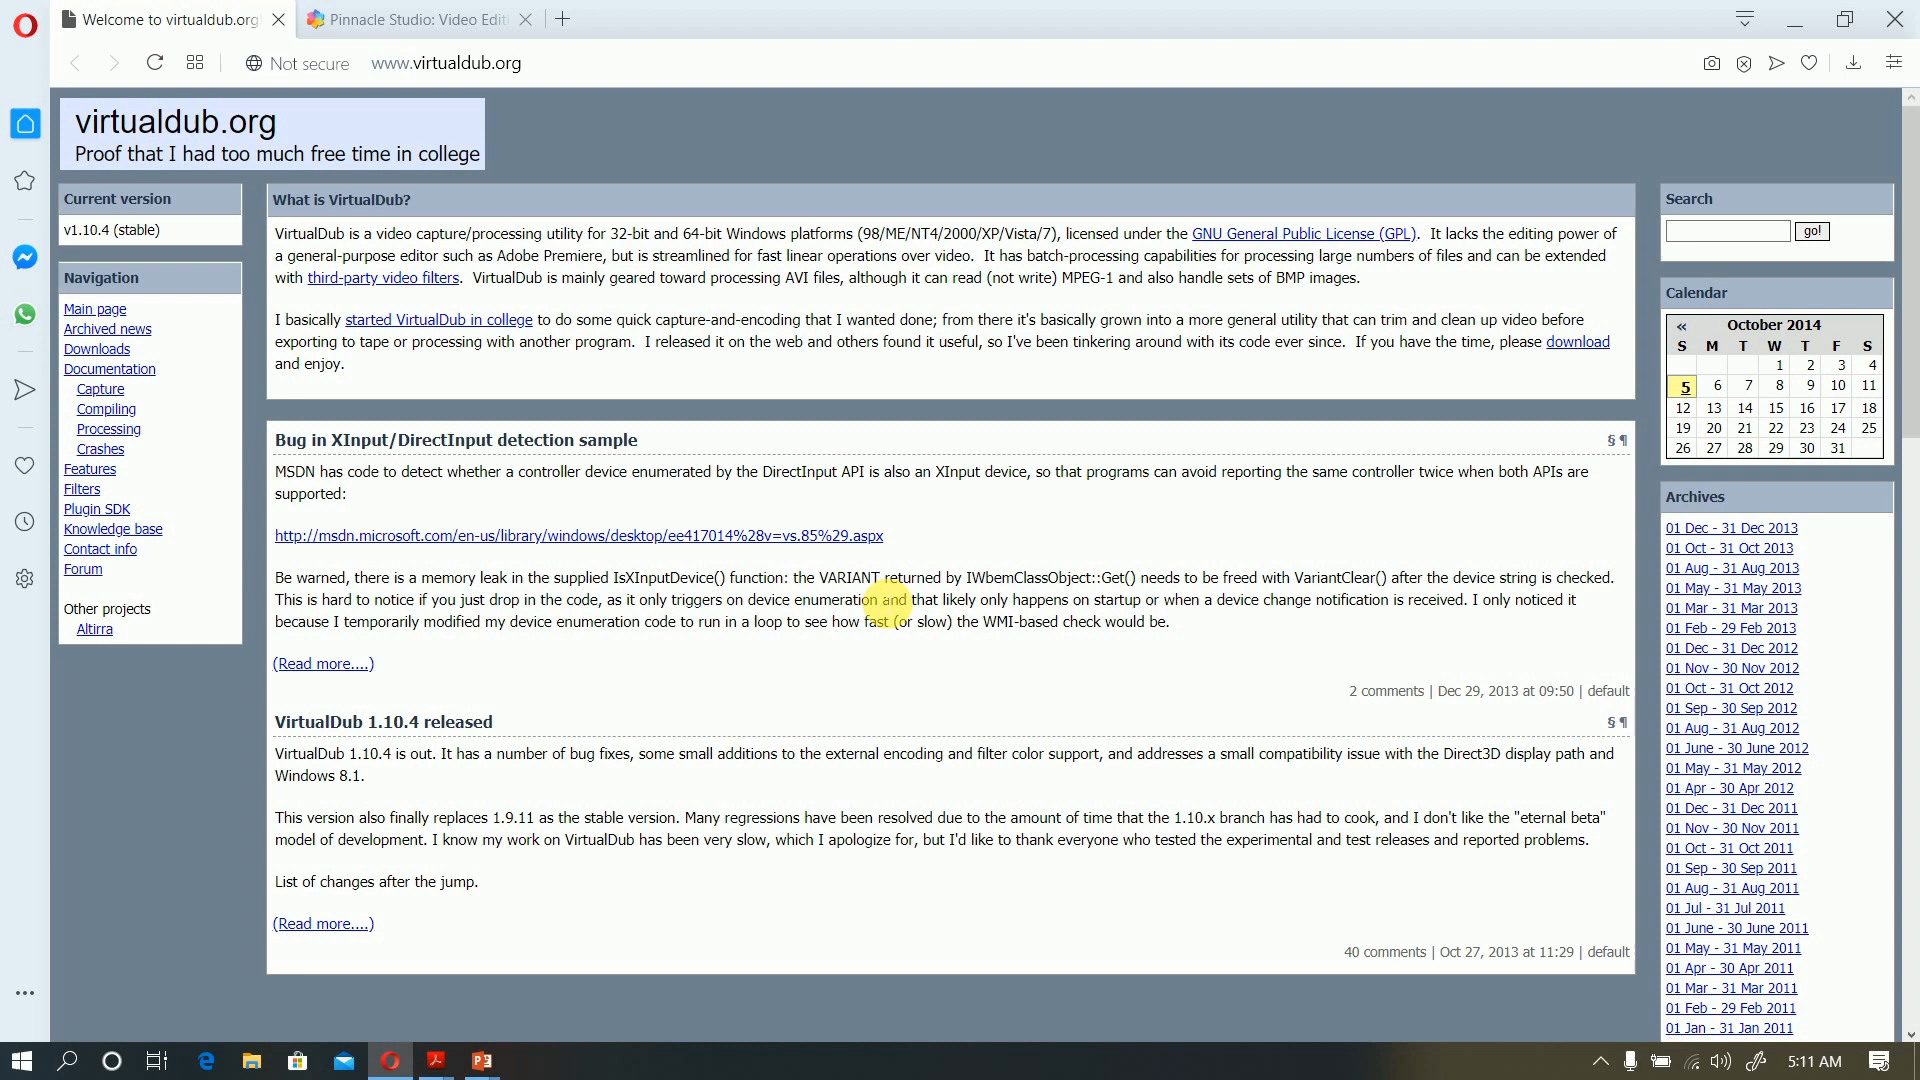 Welcome to virtualdub.org
Pinnacle Studio: Video Edit
Not secure
www.virtualdub.org
virtualdub.org
Proof that I had too much free time in college
Current version
v1.10.4 (stable)
Navigation
Main page
Archived news
Downloads
Documentation
Capture
Compiling
Processing
Crashes
Features
Filters
Plugin SDK
Knowledge base
Contact info
Forum
Other projects
Altirra
What is VirtualDub?
VirtualDub is a video capture/processing utility for 32-bit and 64-bit Windows platforms (98/ME/NT4/2000/XP/Vista/7), licensed under the GNU General Public License (GPL). It lacks the editing power of
a general-purpose editor such as Adobe Premiere, but is streamlined for fast linear operations over video. It has batch-processing capabilities for processing large numbers of files and can be extended
with third-party video filters. VirtualDub is mainly geared toward processing AVI files, although it can read (not write) MPEG-1 and also handle sets of BMP images.
I basically started VirtualDub in college to do some quick capture-and-encoding that I wanted done; from there it's basically grown into a more general utility that can trim and clean up video before
exporting to tape or processing with another program. I released it on the web and others found it useful, so I've been tinkering around with its code ever since. If you have the time, please download
and enjoy.
Bug in XInput/DirectInput detection sample
§ ¶
MSDN has code to detect whether a controller device enumerated by the DirectInput API is also an XInput device, so that programs can avoid reporting the same controller twice when both APIs are
supported:
http://msdn.microsoft.com/en-us/library/windows/desktop/ee417014%28v=vs.85%29.aspx
Be warned, there is a memory leak in the supplied IsXInputDevice() function: the VARIANT returned by IWbemClassObject::Get() needs to be freed with VariantClear() after the device string is checked.
This is hard to notice if you just drop in the code, as it only triggers on device enumeration and that likely only happens on startup or when a device change notification is received. I only noticed it
because I temporarily modified my device enumeration code to run in a loop to see how fast (or slow) the WMI-based check would be.
(Read more....)
2 comments | Dec 29, 2013 at 09:50 | default
VirtualDub 1.10.4 released
§ ¶
VirtualDub 1.10.4 is out. It has a number of bug fixes, some small additions to the external encoding and filter color support, and addresses a small compatibility issue with the Direct3D display path and
Windows 8.1.
This version also finally replaces 1.9.11 as the stable version. Many regressions have been resolved due to the amount of time that the 1.10.x branch has had to cook, and I don't like the "eternal beta"
model of development. I know my work on VirtualDub has been very slow, which I apologize for, but I'd like to thank everyone who tested the experimental and test releases and reported problems.
List of changes after the jump.
(Read more....)
40 comments | Oct 27, 2013 at 11:29 | default
Search
go!
Calendar
« October 2014
S M T W T F S
1 2 3 4
5 6 7 8 9 10 11
12 13 14 15 16 17 18
19 20 21 22 23 24 25
26 27 28 29 30 31
Archives
01 Dec - 31 Dec 2013
01 Oct - 31 Oct 2013
01 Aug - 31 Aug 2013
01 May - 31 May 2013
01 Mar - 31 Mar 2013
01 Feb - 29 Feb 2013
01 Dec - 31 Dec 2012
01 Nov - 30 Nov 2012
01 Oct - 31 Oct 2012
01 Sep - 30 Sep 2012
01 Aug - 31 Aug 2012
01 June - 30 June 2012
01 May - 31 May 2012
01 Apr - 30 Apr 2012
01 Dec - 31 Dec 2011
01 Nov - 30 Nov 2011
01 Oct - 31 Oct 2011
01 Sep - 30 Sep 2011
01 Aug - 31 Aug 2011
01 Jul - 31 Jul 2011
01 June - 30 June 2011
01 May - 31 May 2011
01 Apr - 30 Apr 2011
01 Mar - 31 Mar 2011
01 Feb - 29 Feb 2011
01 Jan - 31 Jan 2011
5:11 AM